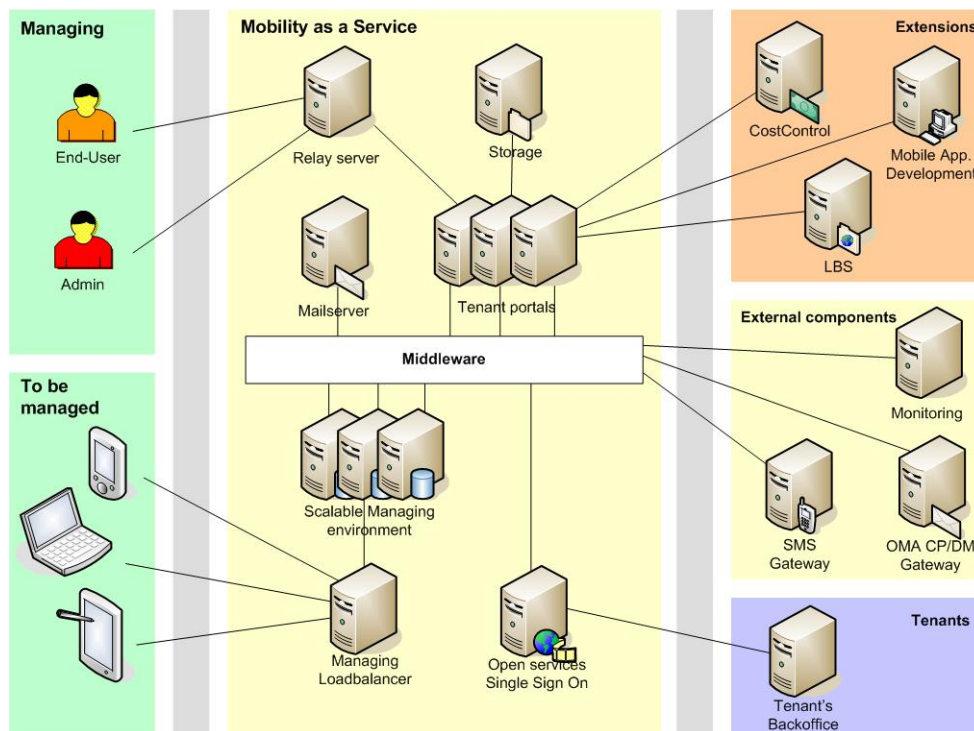 Managing
End-User
Admin
To be
managed
Mobility as a Service
Relay server
Storage
Mailserver
Tenant portals
Middleware
Scalable Managing
environment
Managing
Loadbalancer
Open services
Single Sign On
Extensions
CostControl
Mobile App.
Development
LBS
External components
Monitoring
SMS
Gateway
OMA CP/DM
Gateway
Tenants
Tenant's
Backoffice